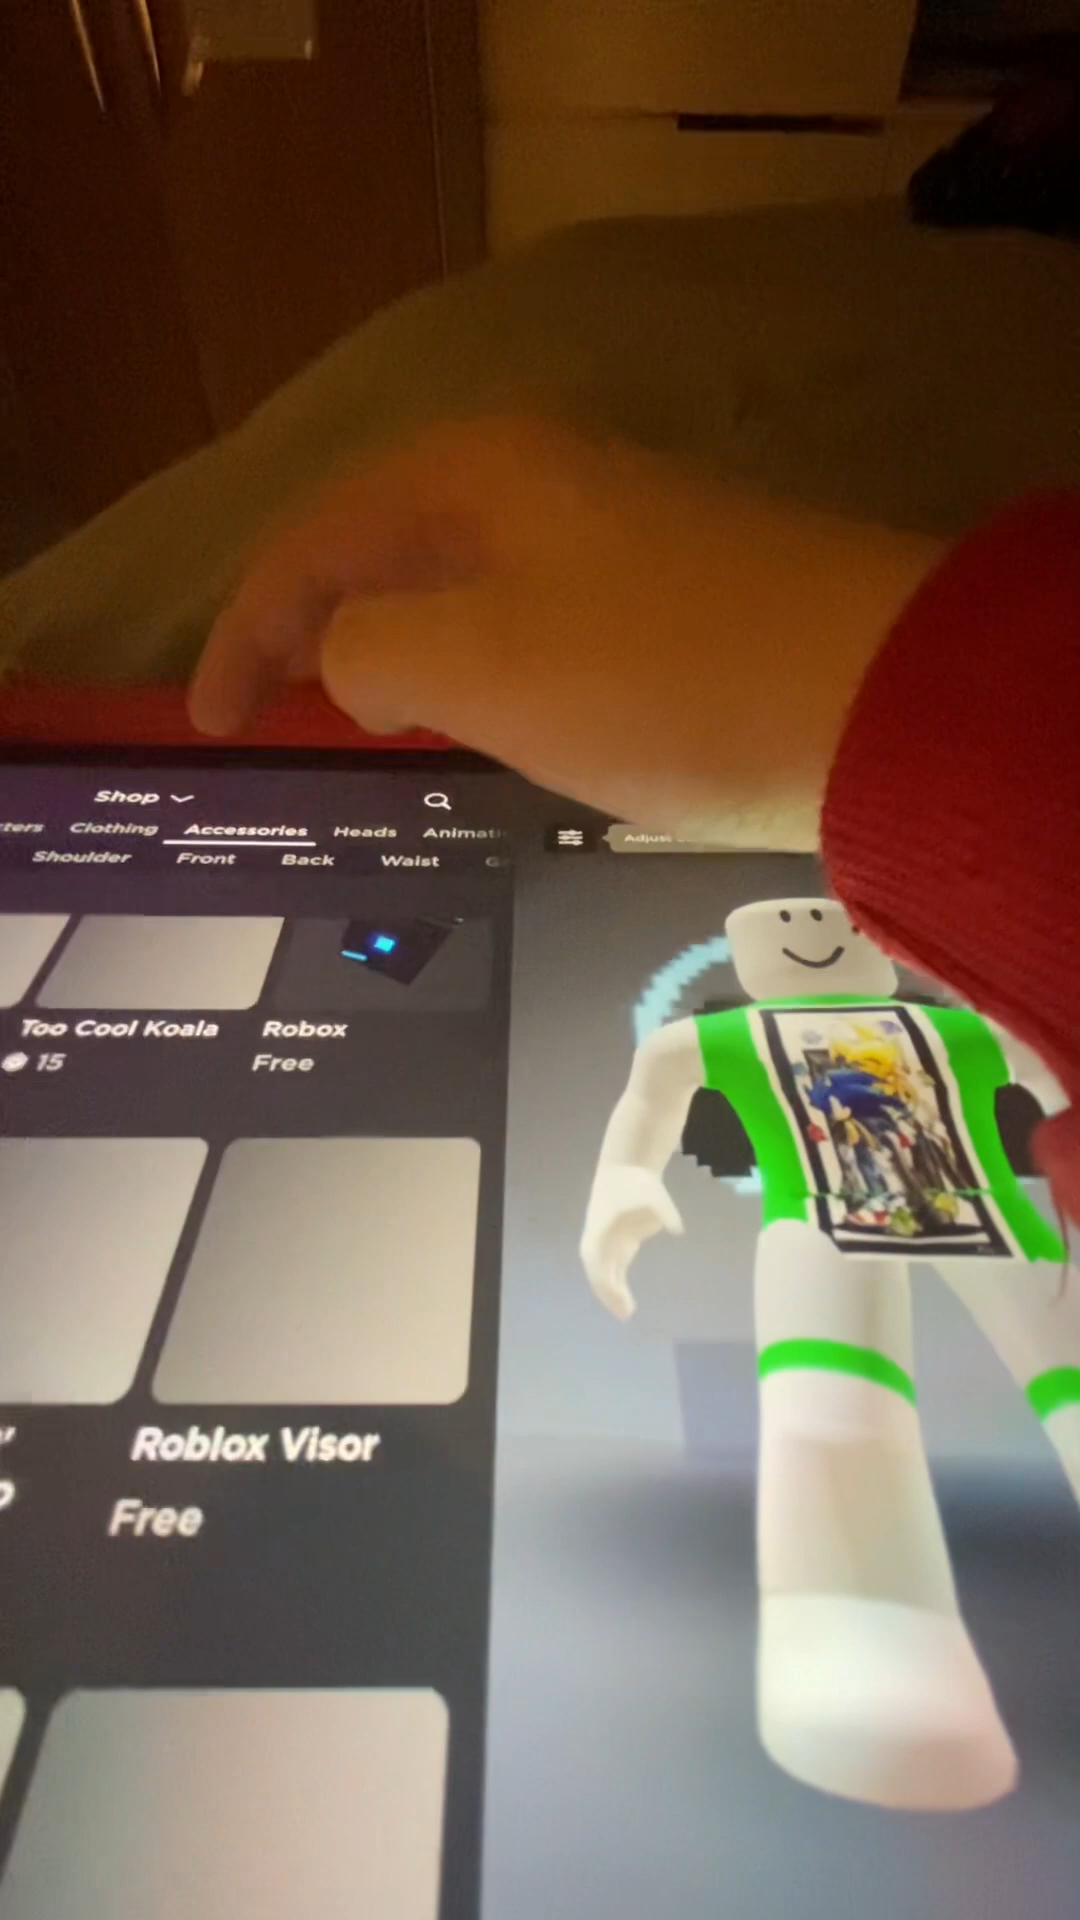 Shop
Clothing Accessories Heads
Shoulder Front Back Waist
Too Cool Koala
15
Robox
Free
Roblox Visor
Free